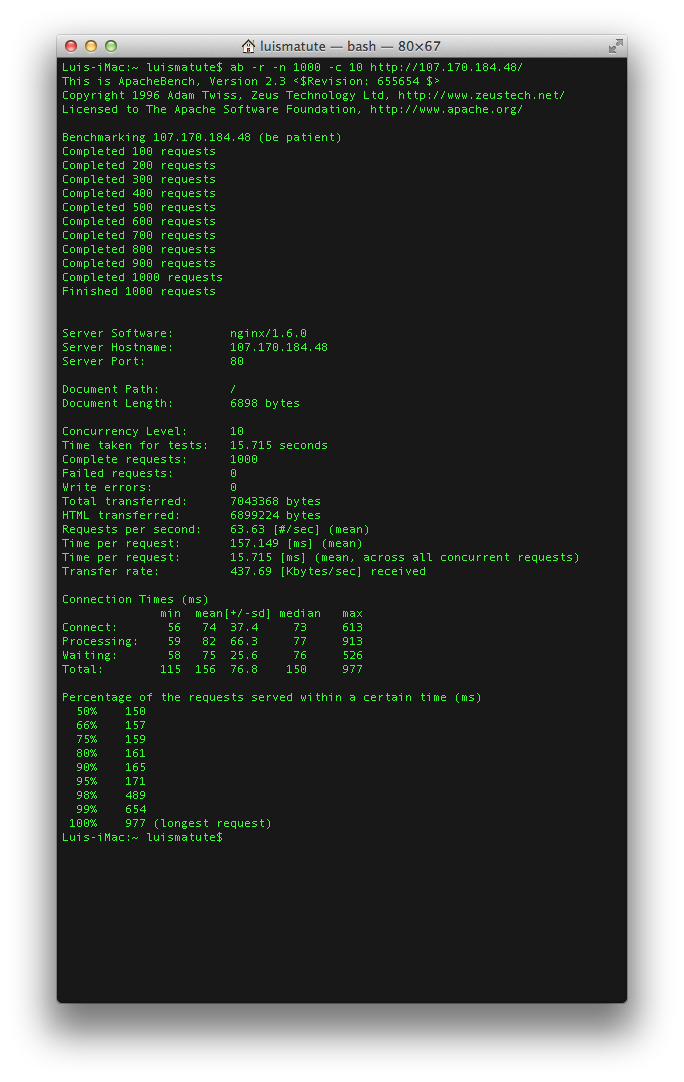 luismatute — bash — 80×67
Luis-iMac:~ luismatute$ ab -r -n 1000 -c 10 http://107.170.184.48/
This is ApacheBench, Version 2.3 <$Revision: 655654 $>
Copyright 1996 Adam Twiss, Zeus Technology Ltd, http://www.zeustech.net/
Licensed to The Apache Software Foundation, http://www.apache.org/

Benchmarking 107.170.184.48 (be patient)
Completed 100 requests
Completed 200 requests
Completed 300 requests
Completed 400 requests
Completed 500 requests
Completed 600 requests
Completed 700 requests
Completed 800 requests
Completed 900 requests
Completed 1000 requests
Finished 1000 requests


Server Software:        nginx/1.6.0
Server Hostname:        107.170.184.48
Server Port:            80

Document Path:          /
Document Length:        6898 bytes

Concurrency Level:      10
Time taken for tests:   15.715 seconds
Complete requests:      1000
Failed requests:        0
Write errors:           0
Total transferred:      7043368 bytes
HTML transferred:       6899224 bytes
Requests per second:    63.63 [#/sec] (mean)
Time per request:       157.149 [ms] (mean)
Time per request:       15.715 [ms] (mean, across all concurrent requests)
Transfer rate:          437.69 [Kbytes/sec] received

Connection Times (ms)
              min  mean[+/-sd] median   max
Connect:       56   74  37.4     73     613
Processing:    59   82  66.3     77     913
Waiting:       58   75  25.6     76     526
Total:        115  156  76.8    150     977

Percentage of the requests served within a certain time (ms)
  50%    150
  66%    157
  75%    159
  80%    161
  90%    165
  95%    171
  98%    489
  99%    654
 100%    977 (longest request)
Luis-iMac:~ luismatute$